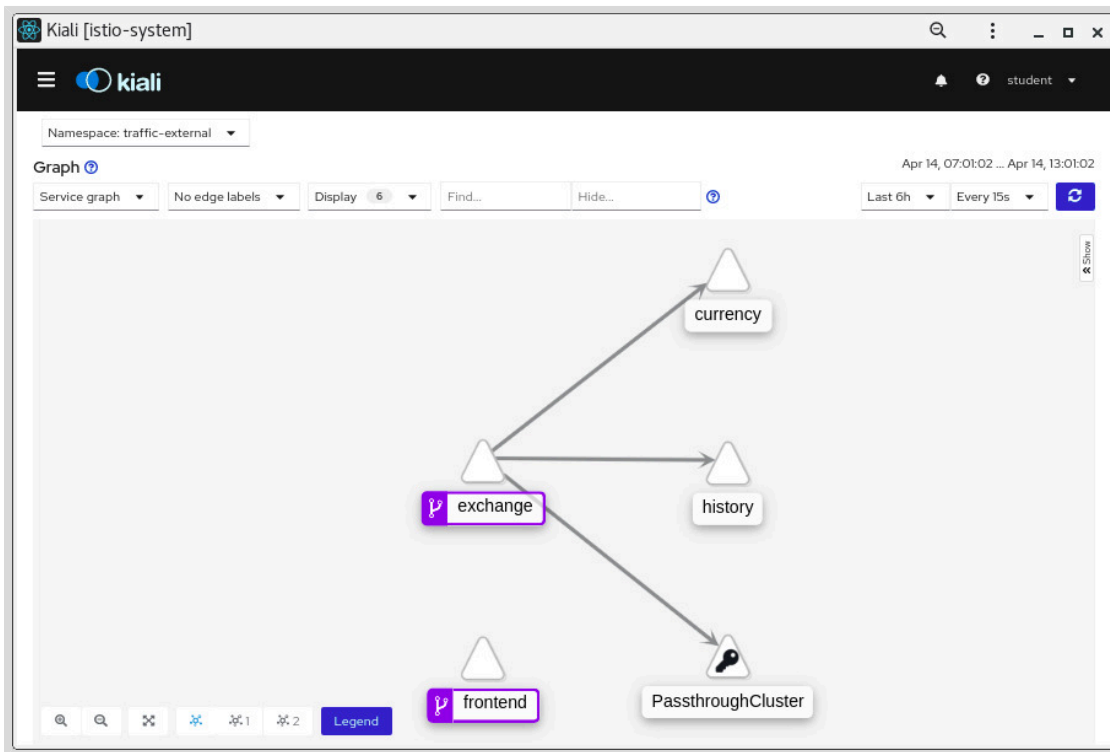 Kiali [istio-system]
kiali
student
Namespace: traffic-external
Graph
Apr 14, 07:01:02 ... Apr 14, 13:01:02
Service graph
No edge labels
Display 6
Find...
Hide...
Last 6h
Every 15s
Show
currency
exchange
history
frontend
PassthroughCluster
1
2
Legend